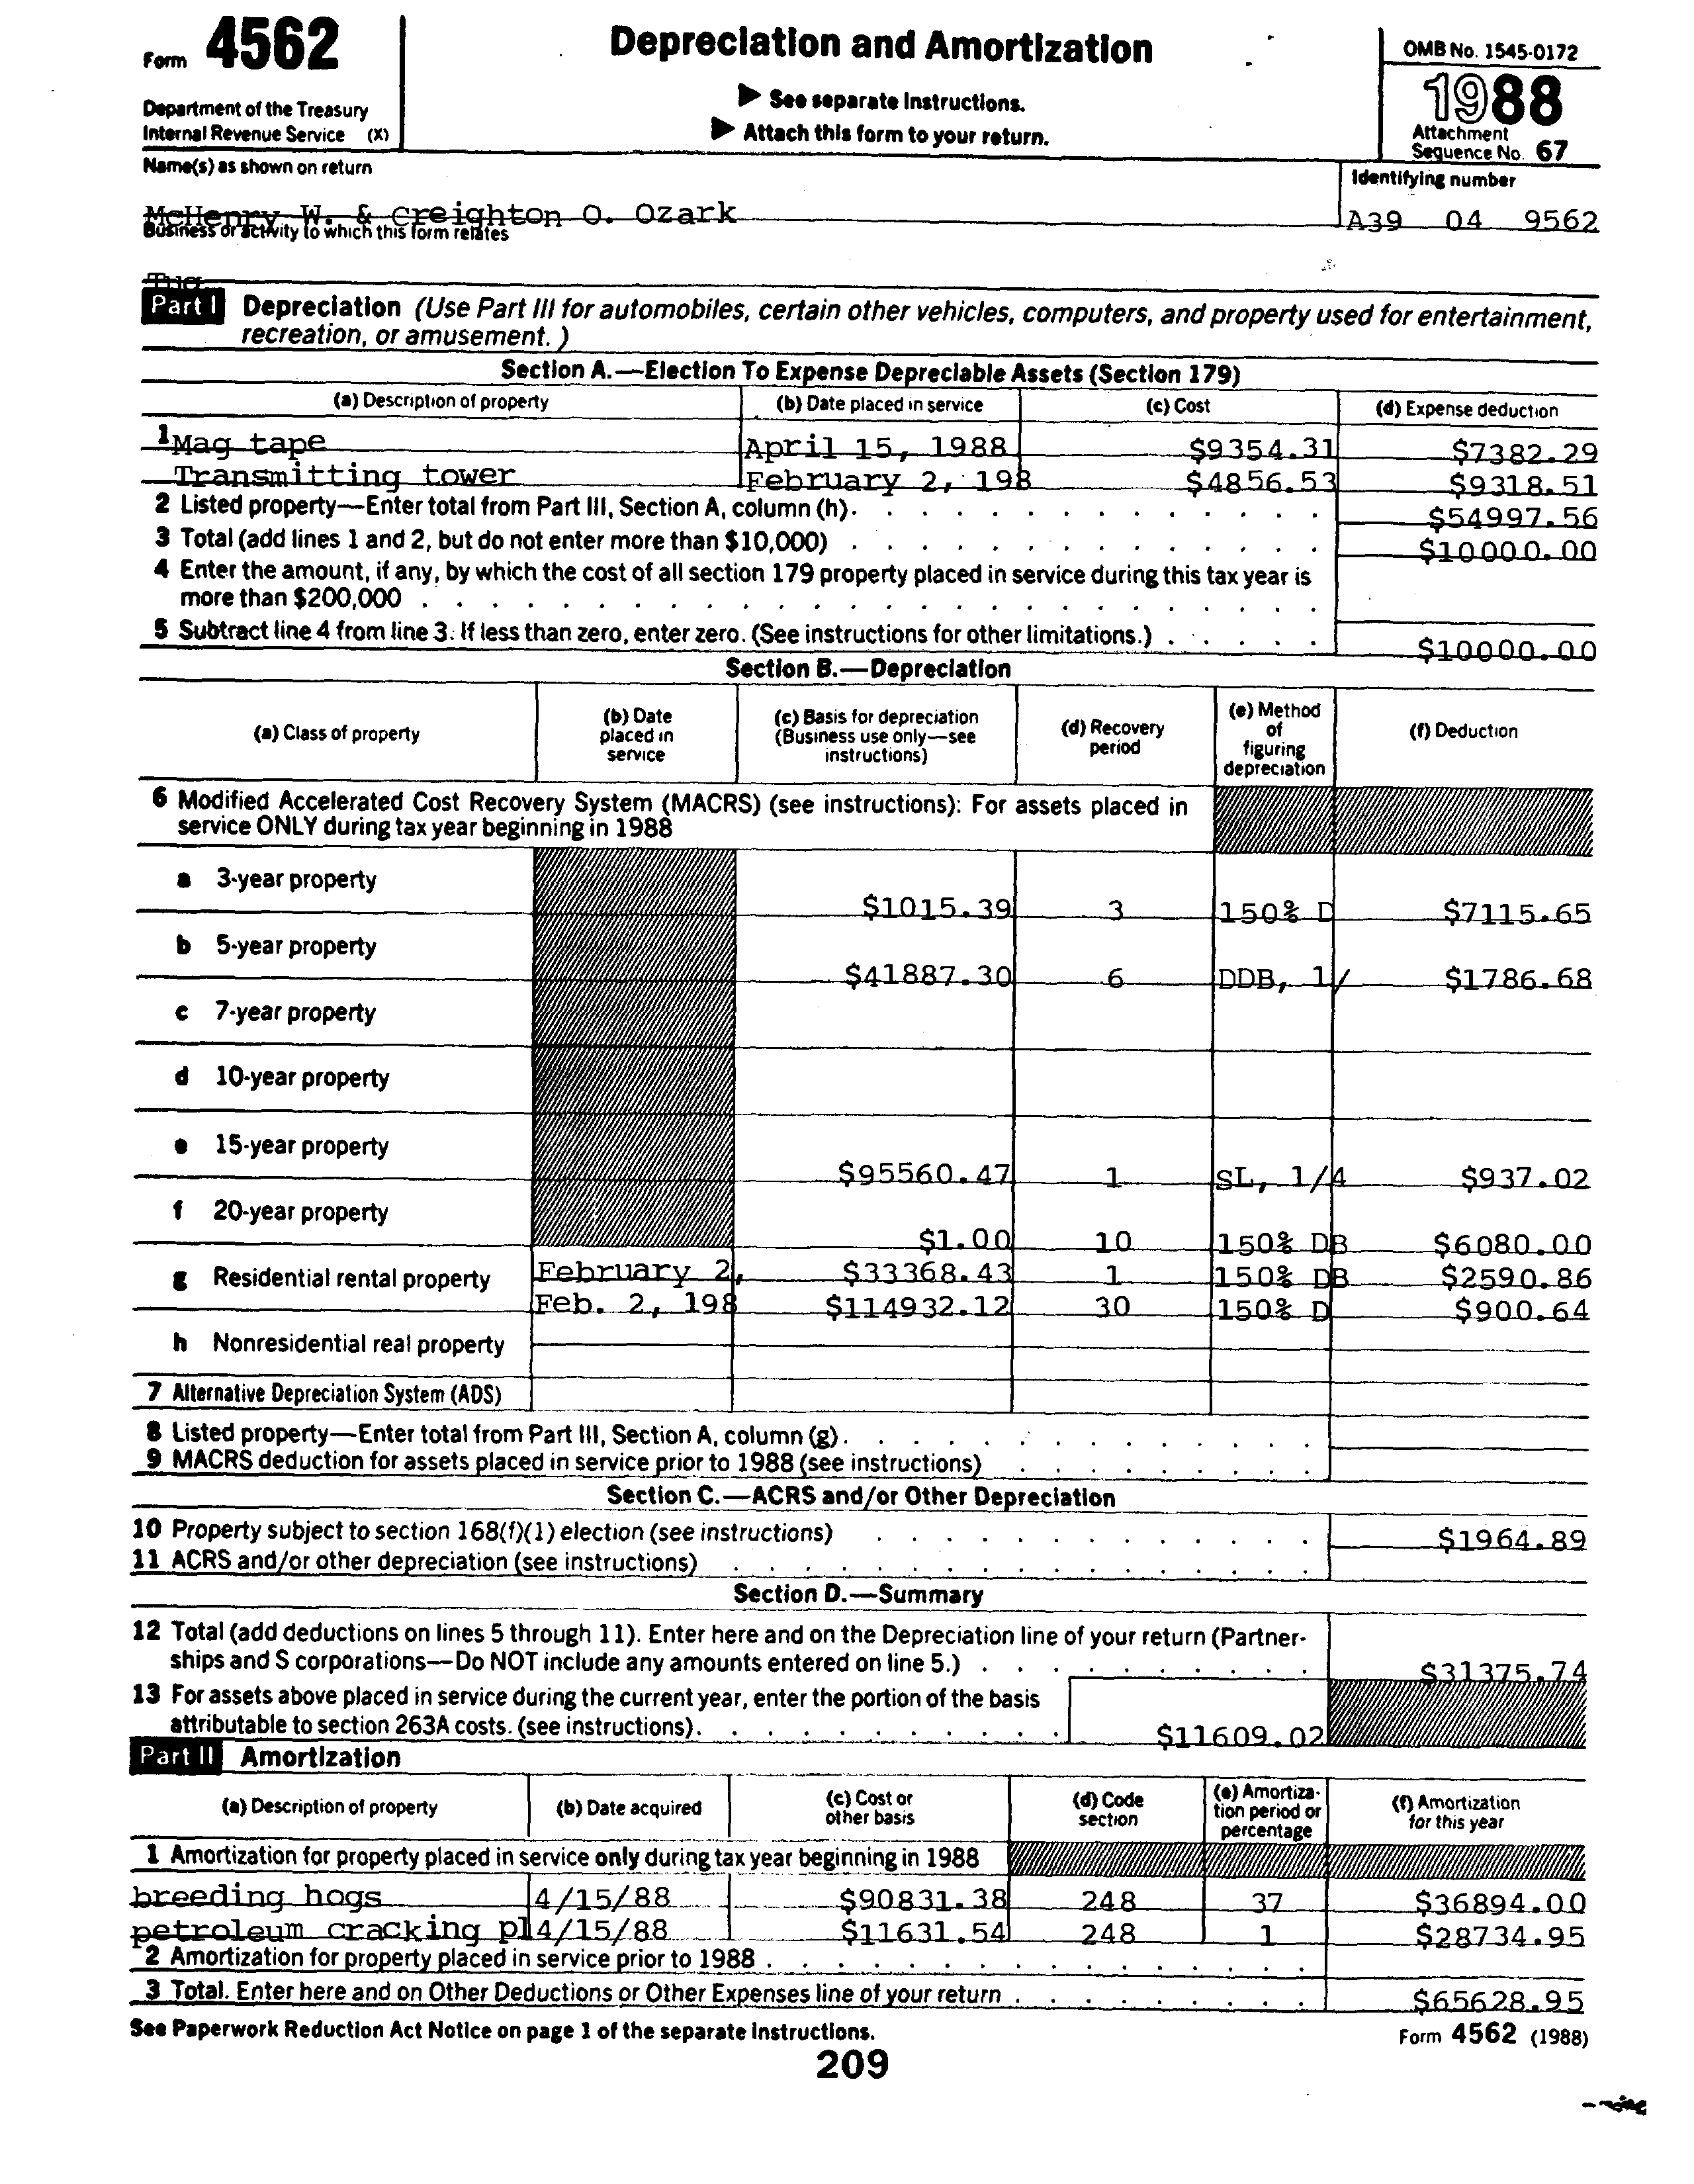 Form 4562
Depreciation and Amortization
OMB No. 1545-0172
1988
Department of the Treasury
Internal Revenue Service (X)
▶ See separate Instructions.
▶ Attach this form to your return.
Attachment
Sequence No. 67
Name(s) as shown on return
Identifying number
McHenry W. & Creighton O. Ozark
A39 04 9562
Business or activity to which this form relates
Part I Depreciation (Use Part III for automobiles, certain other vehicles, computers, and property used for entertainment,
recreation, or amusement.)
Section A.—Election To Expense Depreciable Assets (Section 179)
(a) Description of property (b) Date placed in service (c) Cost (d) Expense deduction
1 Mag tape April 15, 1988 $9354.31 $7382.29
Transmitting tower February 2, 198 $4856.53 $9318.51
2 Listed property—Enter total from Part III, Section A, column (h). $54997.56
3 Total (add lines 1 and 2, but do not enter more than $10,000) $10000.00
4 Enter the amount, if any, by which the cost of all section 179 property placed in service during this tax year is
more than $200,000
5 Subtract line 4 from line 3. If less than zero, enter zero. (See instructions for other limitations.) $10000.00
Section B.—Depreciation
(a) Class of property
(b) Date
placed in
service
(c) Basis for depreciation
(Business use only—see
instructions)
(d) Recovery
period
(e) Method
of
figuring
depreciation
(f) Deduction
6 Modified Accelerated Cost Recovery System (MACRS) (see instructions): For assets placed in
service ONLY during tax year beginning in 1988
a 3-year property $1015.39 3 150% D $7115.65
b 5-year property $41887.30 6 DDB, 1/ $1786.68
c 7-year property
d 10-year property
e 15-year property $95560.47 1 SL, 1/4 $937.02
f 20-year property $1.00 10 150% DB $6080.00
g Residential rental property February 2, $33368.43 1 150% DB $2590.86
Feb. 2, 198 $114932.12 30 150% D $900.64
h Nonresidential real property
7 Alternative Depreciation System (ADS)
8 Listed property—Enter total from Part III, Section A, column (g).
9 MACRS deduction for assets placed in service prior to 1988 (see instructions)
Section C.—ACRS and/or Other Depreciation
10 Property subject to section 168(f)(1) election (see instructions) $1964.89
11 ACRS and/or other depreciation (see instructions)
Section D.—Summary
12 Total (add deductions on lines 5 through 11). Enter here and on the Depreciation line of your return (Partner-
ships and S corporations—Do NOT include any amounts entered on line 5.) $31375.74
13 For assets above placed in service during the current year, enter the portion of the basis
attributable to section 263A costs. (see instructions). $11609.02
Part II Amortization
(a) Description of property
(b) Date acquired
(c) Cost or
other basis
(d) Code
section
(e) Amortiza-
tion period or
percentage
(f) Amortization
for this year
1 Amortization for property placed in service only during tax year beginning in 1988
breeding hogs 4/15/88 $90831.38 248 37 $36894.00
petroleum cracking pl 4/15/88 $11631.54 248 1 $28734.95
2 Amortization for property placed in service prior to 1988
3 Total. Enter here and on Other Deductions or Other Expenses line of your return $65628.95
See Paperwork Reduction Act Notice on page 1 of the separate Instructions.
Form 4562 (1988)
209